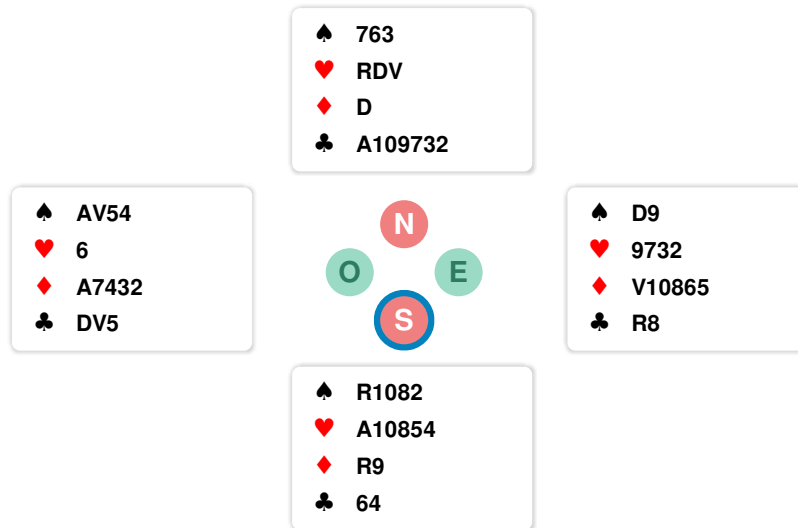 ♠ 763
♥ RDV
♦ D
♣ A109732
♠ AV54
♥ 6
♦ A7432
♣ DV5
N
O E
S
♠ D9
♥ 9732
♦ V10865
♣ R8
♠ R1082
♥ A10854
♦ R9
♣ 64